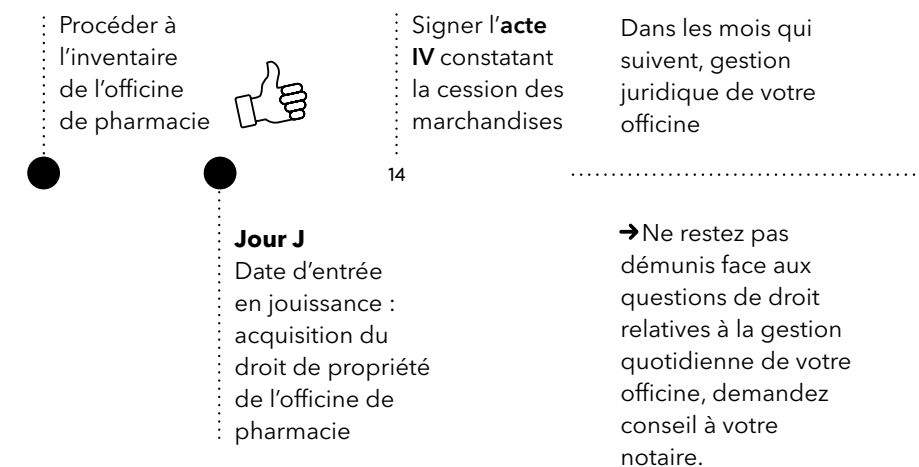 Procéder à
l’inventaire
de l’officine
de pharmacie
Signer l’acte
IV constatant
la cession des
marchandises
Dans les mois qui
suivent, gestion
juridique de votre
officine
14
Jour J
Date d’entrée
en jouissance :
acquisition du
droit de propriété
de l’officine de
pharmacie
➔Ne restez pas
démunis face aux
questions de droit
relatives à la gestion
quotidienne de votre
officine, demandez
conseil à votre
notaire.